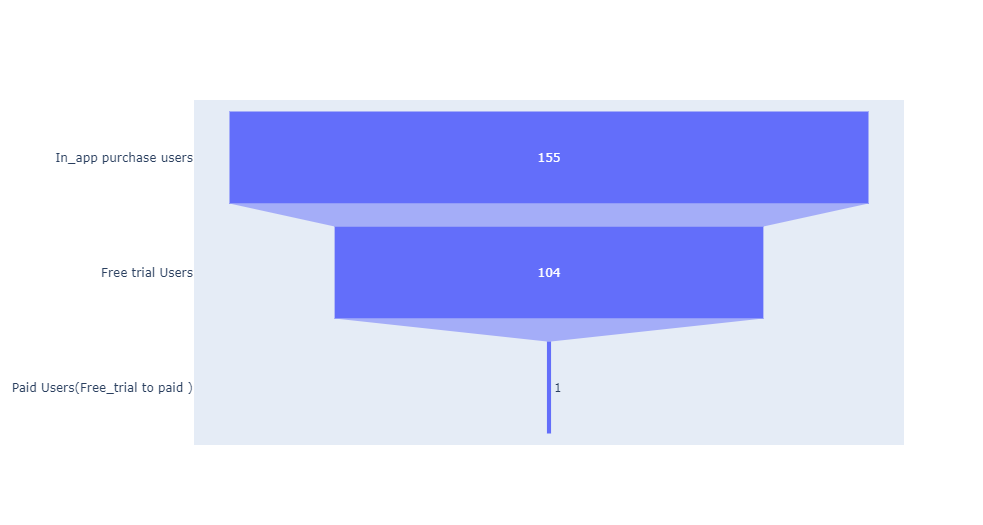 In_app purchase users
155
Free trial Users
104
Paid Users(Free_trial to paid )
1